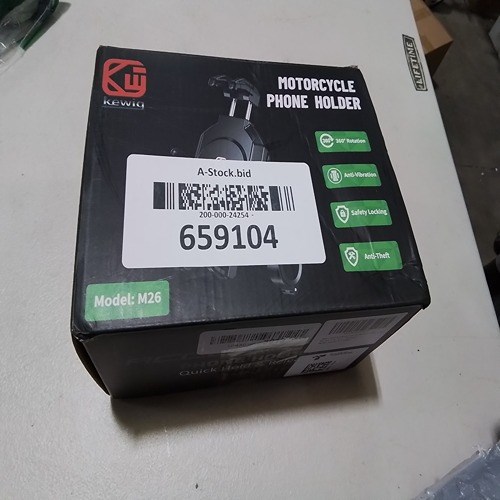 kewig
MOTORCYCLE
PHONE HOLDER
360° Rotation
Anti-Vibration
Safety Locking
Anti-Theft
A-Stock.bid
200-000-24254 -
659104
Model: M26
LIFETIME